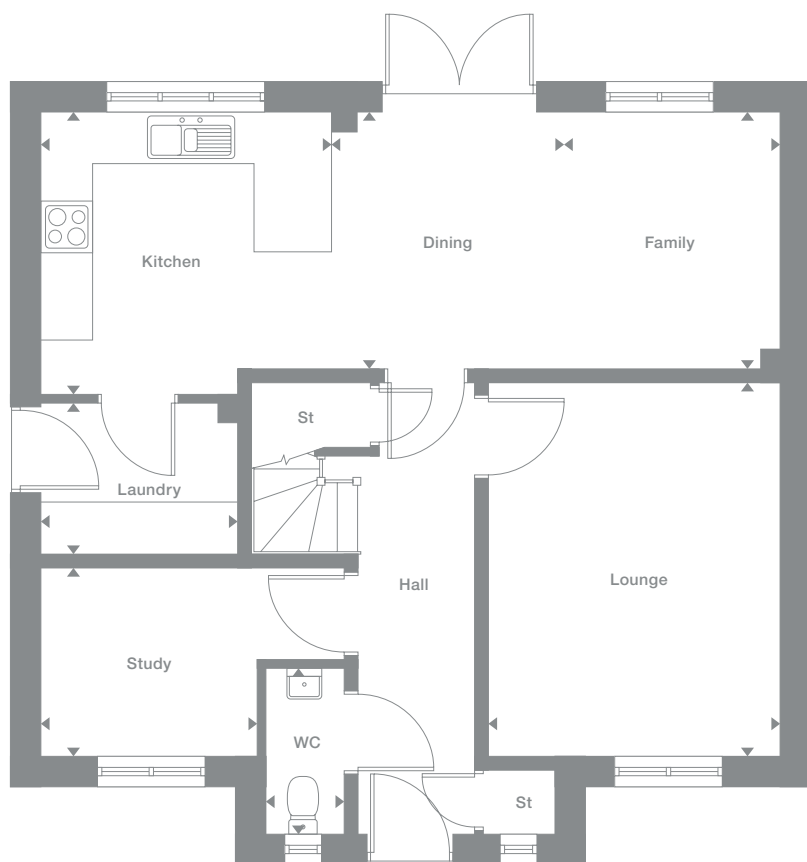 Dining
Family
Kitchen
St
Laundry
Hall
Lounge
Study
WC
St